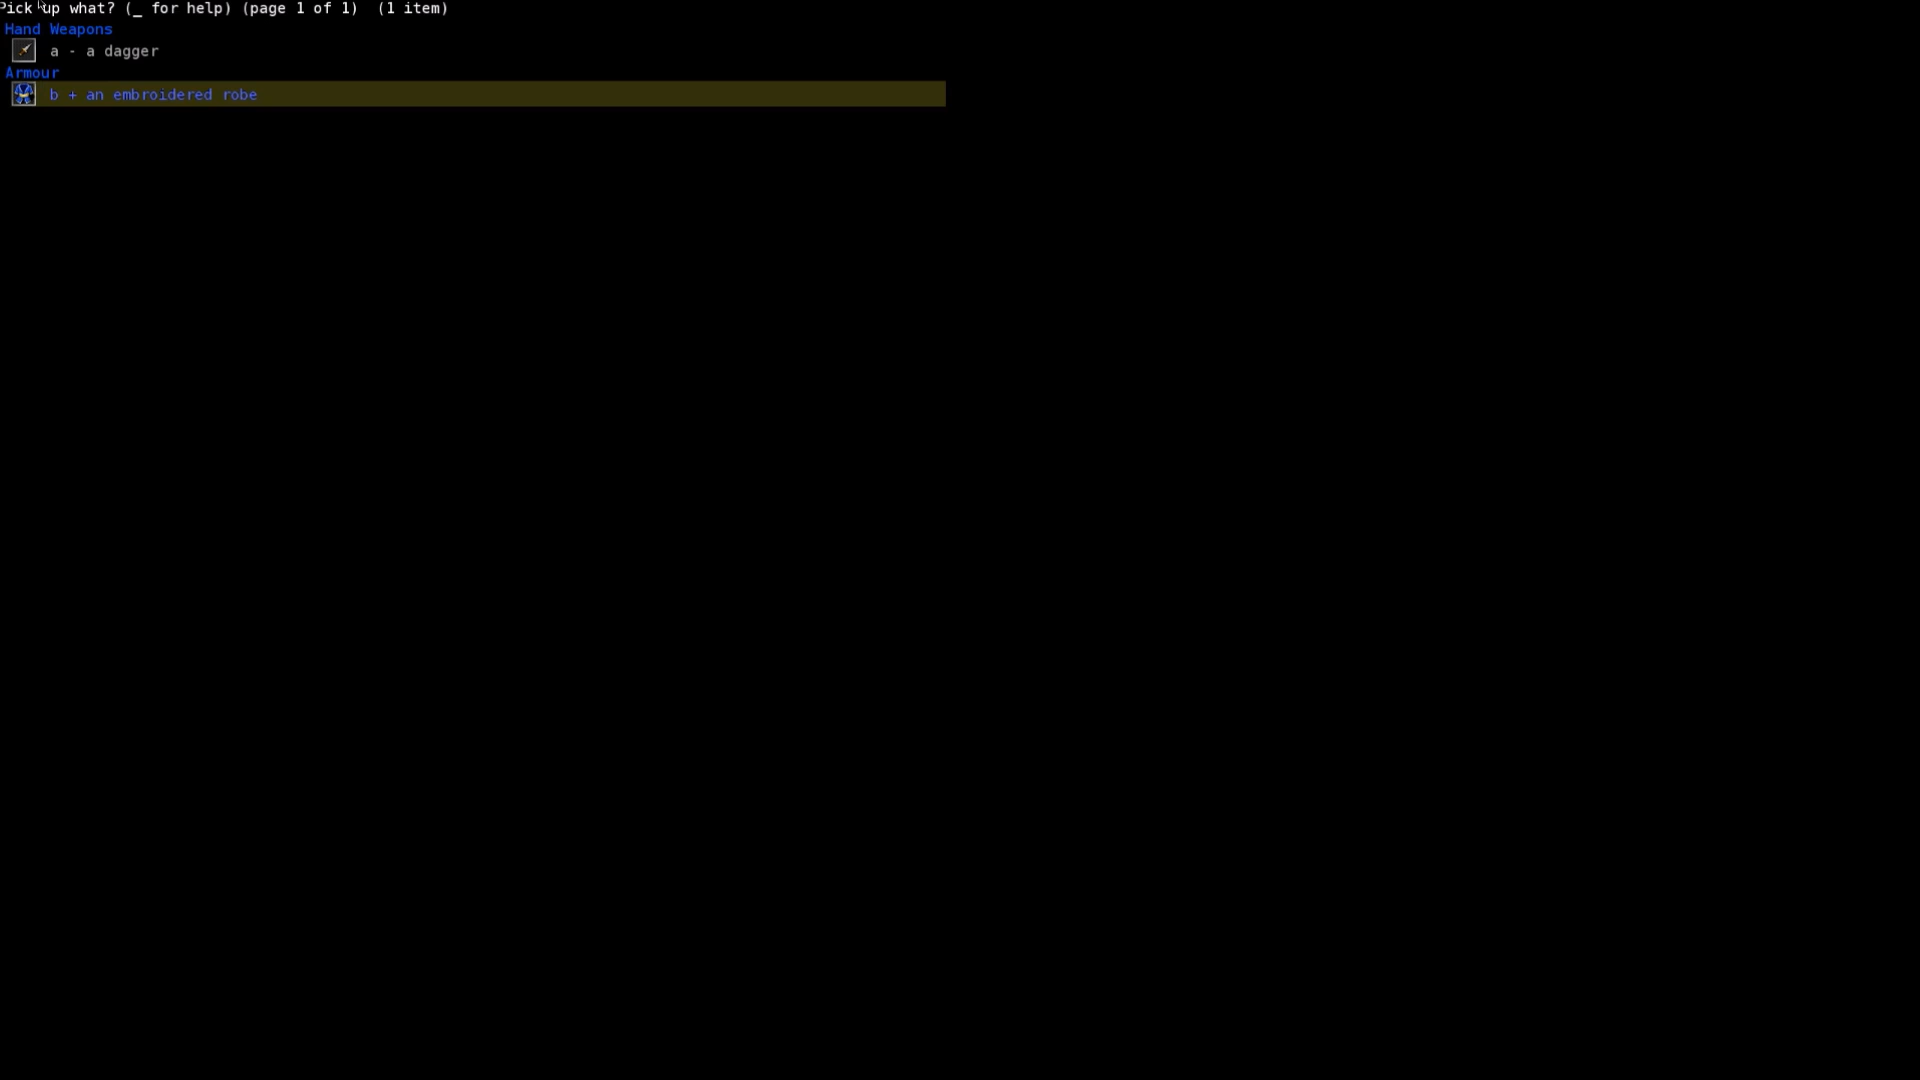 Pick up what? (_ for help) (page 1 of 1)  (1 item)
Hand Weapons
a - a dagger
Armour
b + an embroidered robe